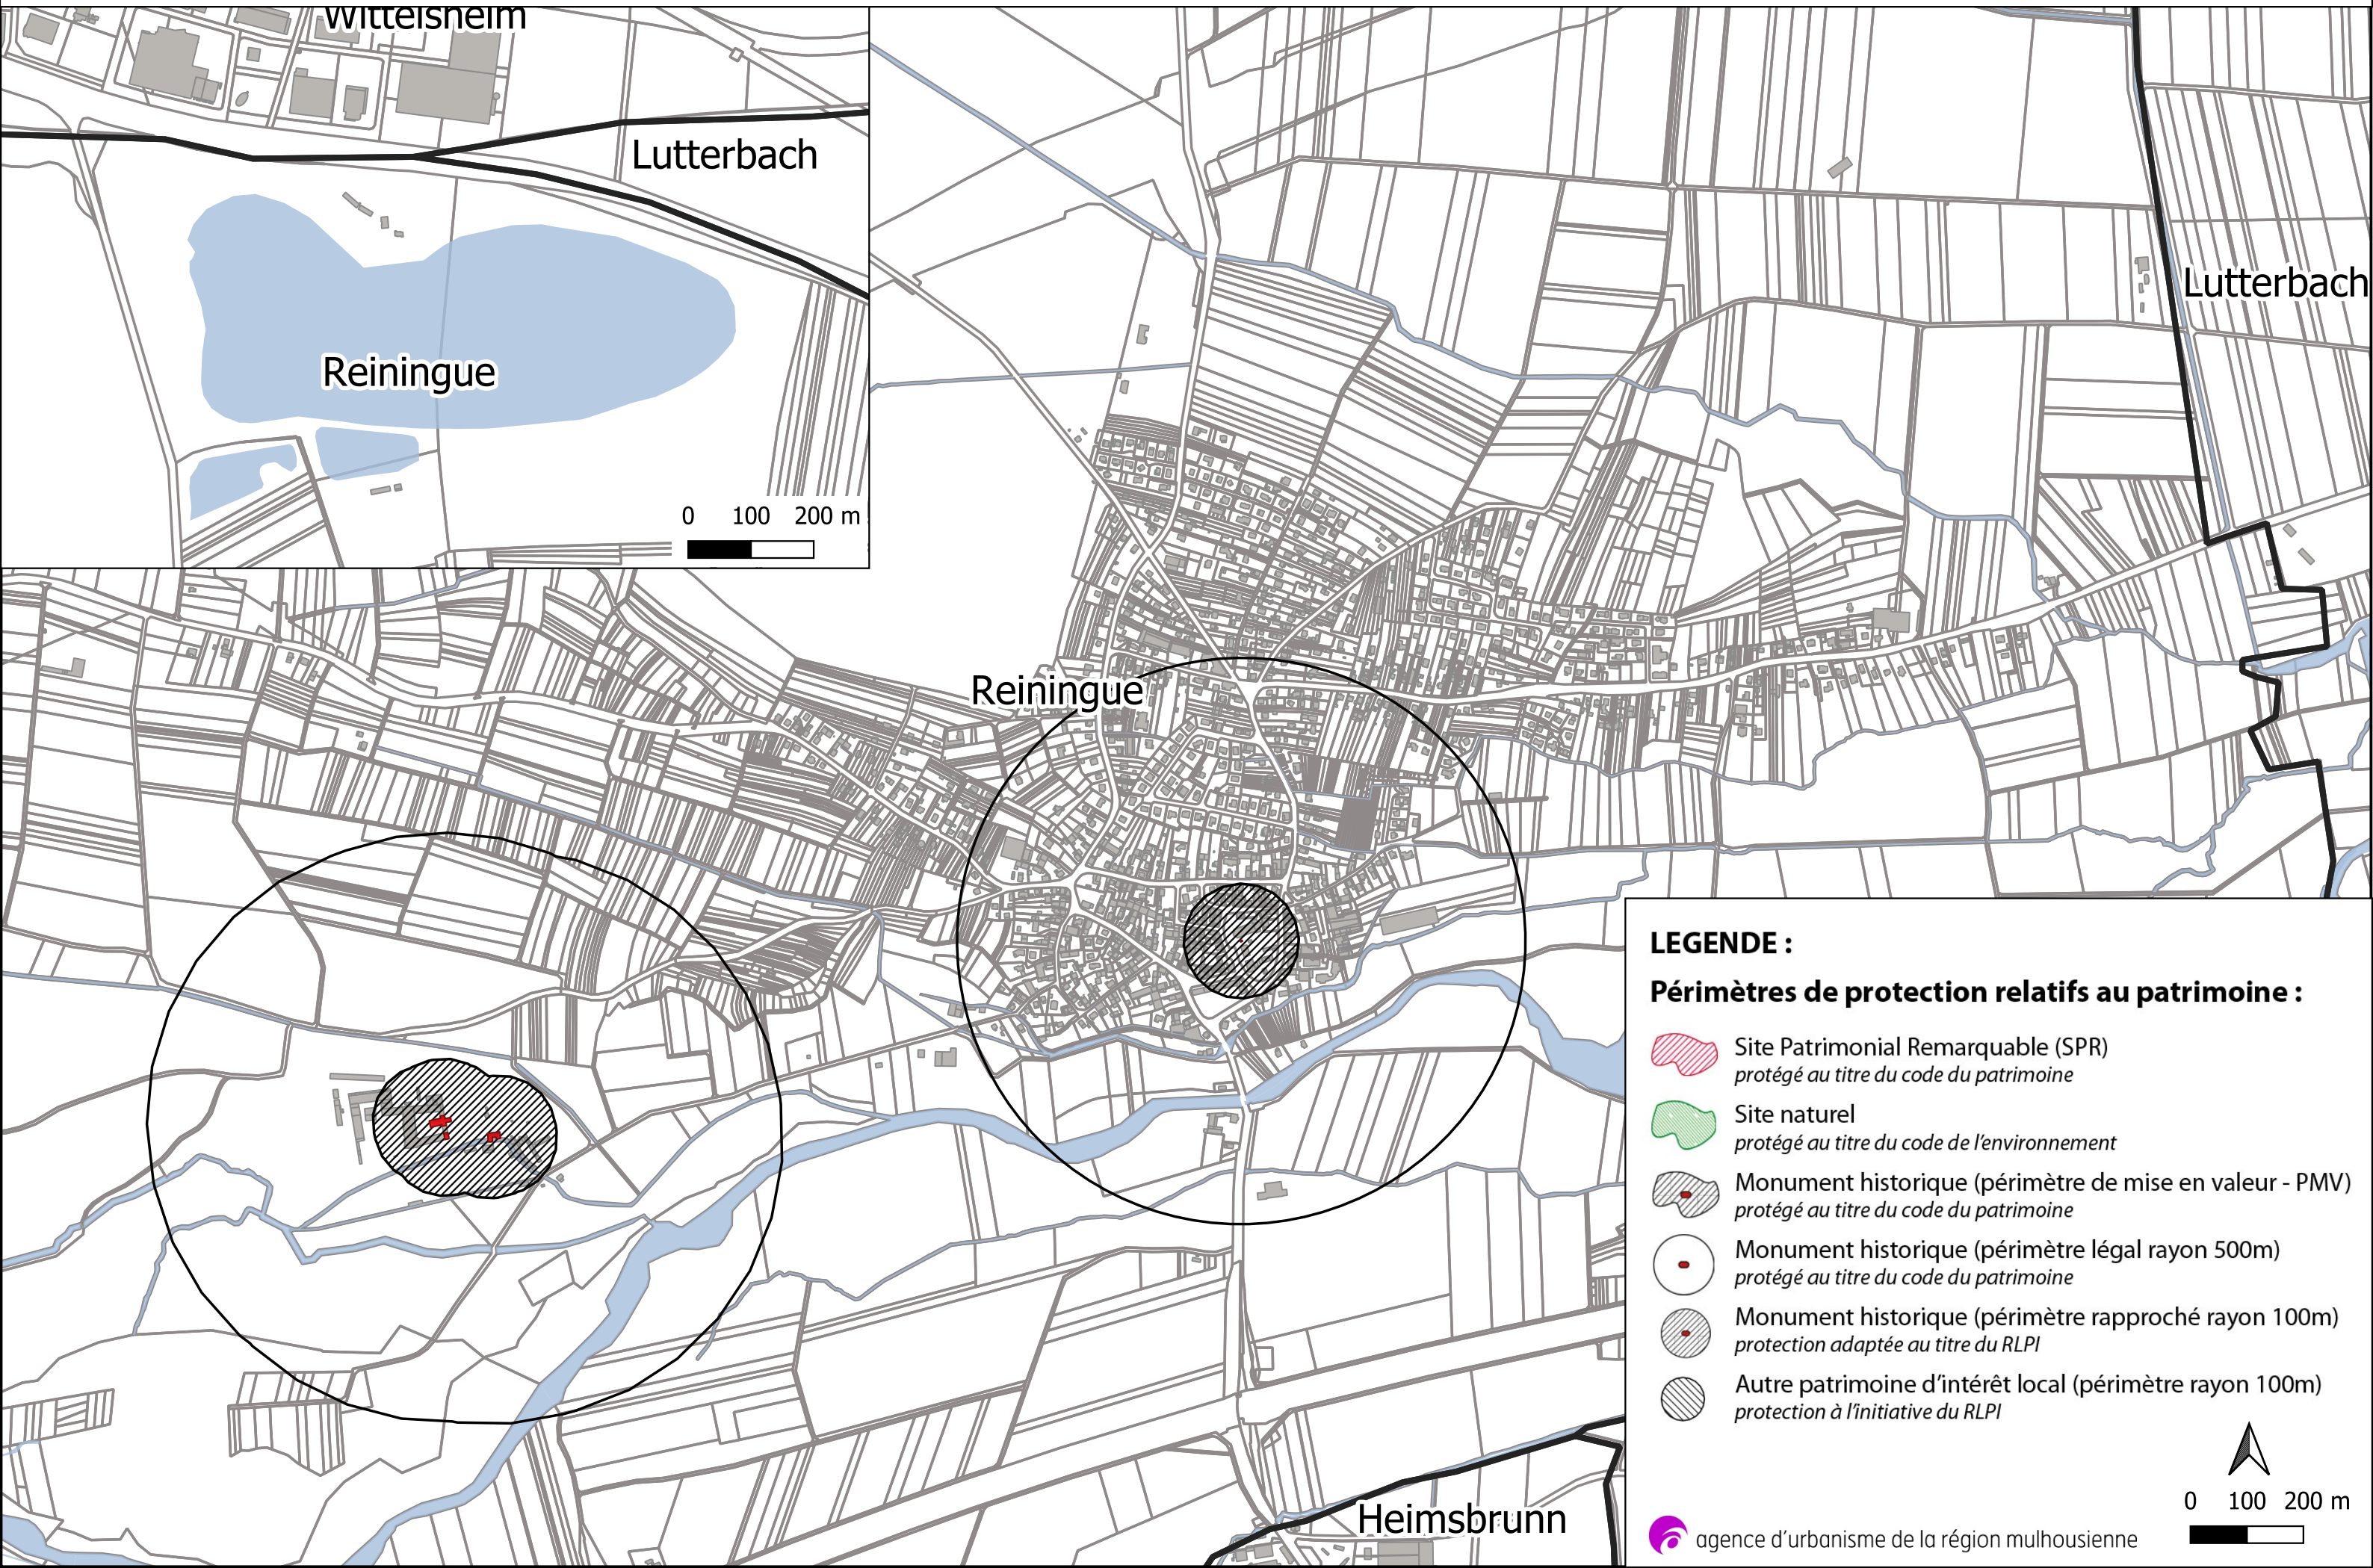 Wittelsheim
Lutterbach
Reiningue
0 100 200 m
Lutterbach
Reiningue
Heimsbrunn
LEGENDE :
Périmètres de protection relatifs au patrimoine :
Site Patrimonial Remarquable (SPR)
protégé au titre du code du patrimoine
Site naturel
protégé au titre du code de l'environnement
Monument historique (périmètre de mise en valeur - PMV)
protégé au titre du code du patrimoine
Monument historique (périmètre légal rayon 500m)
protégé au titre du code du patrimoine
Monument historique (périmètre rapproché rayon 100m)
protection adaptée au titre du RLPI
Autre patrimoine d'intérêt local (périmètre rayon 100m)
protection à l'initiative du RLPI
0 100 200 m
agence d'urbanisme de la région mulhousienne